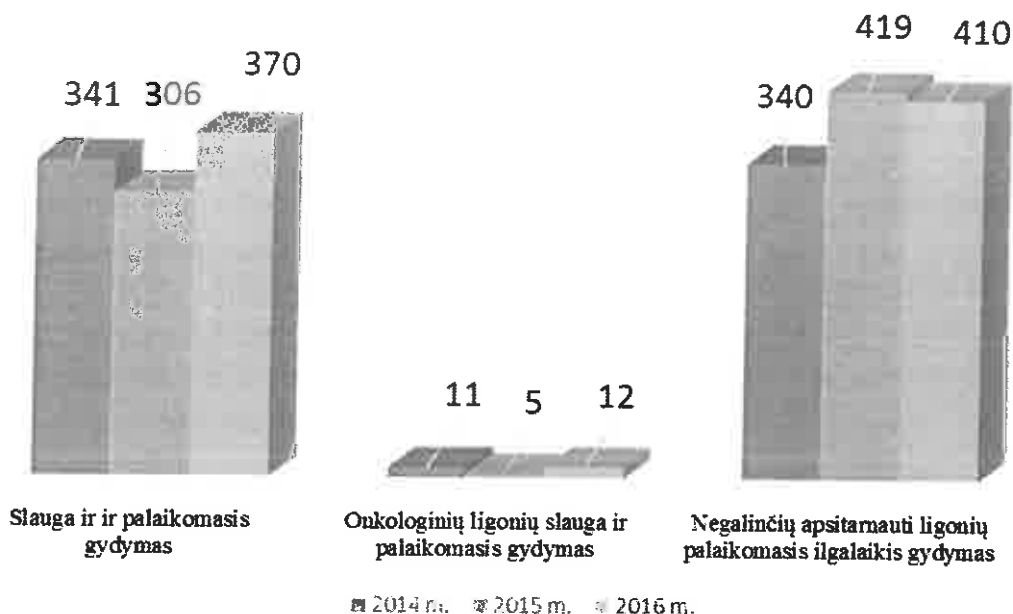 341 306 370
11 5 12
340 419 410
Slauga ir ir palaikomasis
gydymas
Onkologinių ligonių slauga ir
palaikomasis gydymas
Negalinčių apsitarnauti ligonių
palaikomasis ilgalaikis gydymas
2014 m. 2015 m. 2016 m.